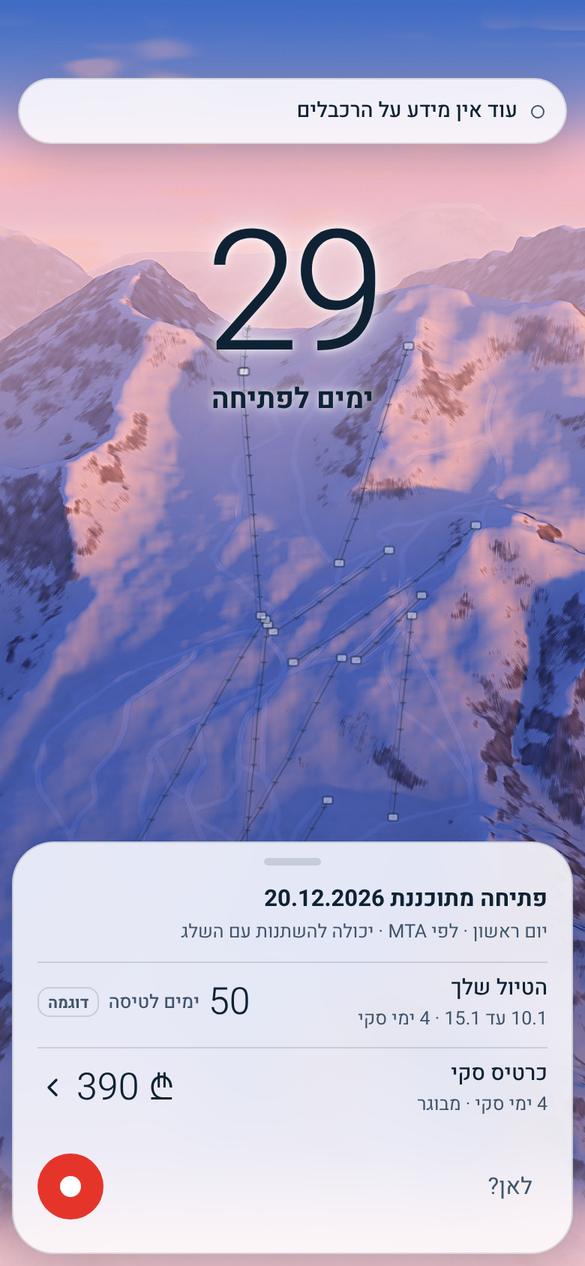 עוד אין מידע על הרכבלים
29
ימים לפתיחה
פתיחה מתוכננת 20.12.2026
יום ראשון · לפי MTA · יכולה להשתנות עם השלג
הטיול שלך
10.1 עד 15.1 · 4 ימי סקי
50 ימים לטיסה
דוגמה
כרטיס סקי
4 ימי סקי · מבוגר
₾ 390
לאן?